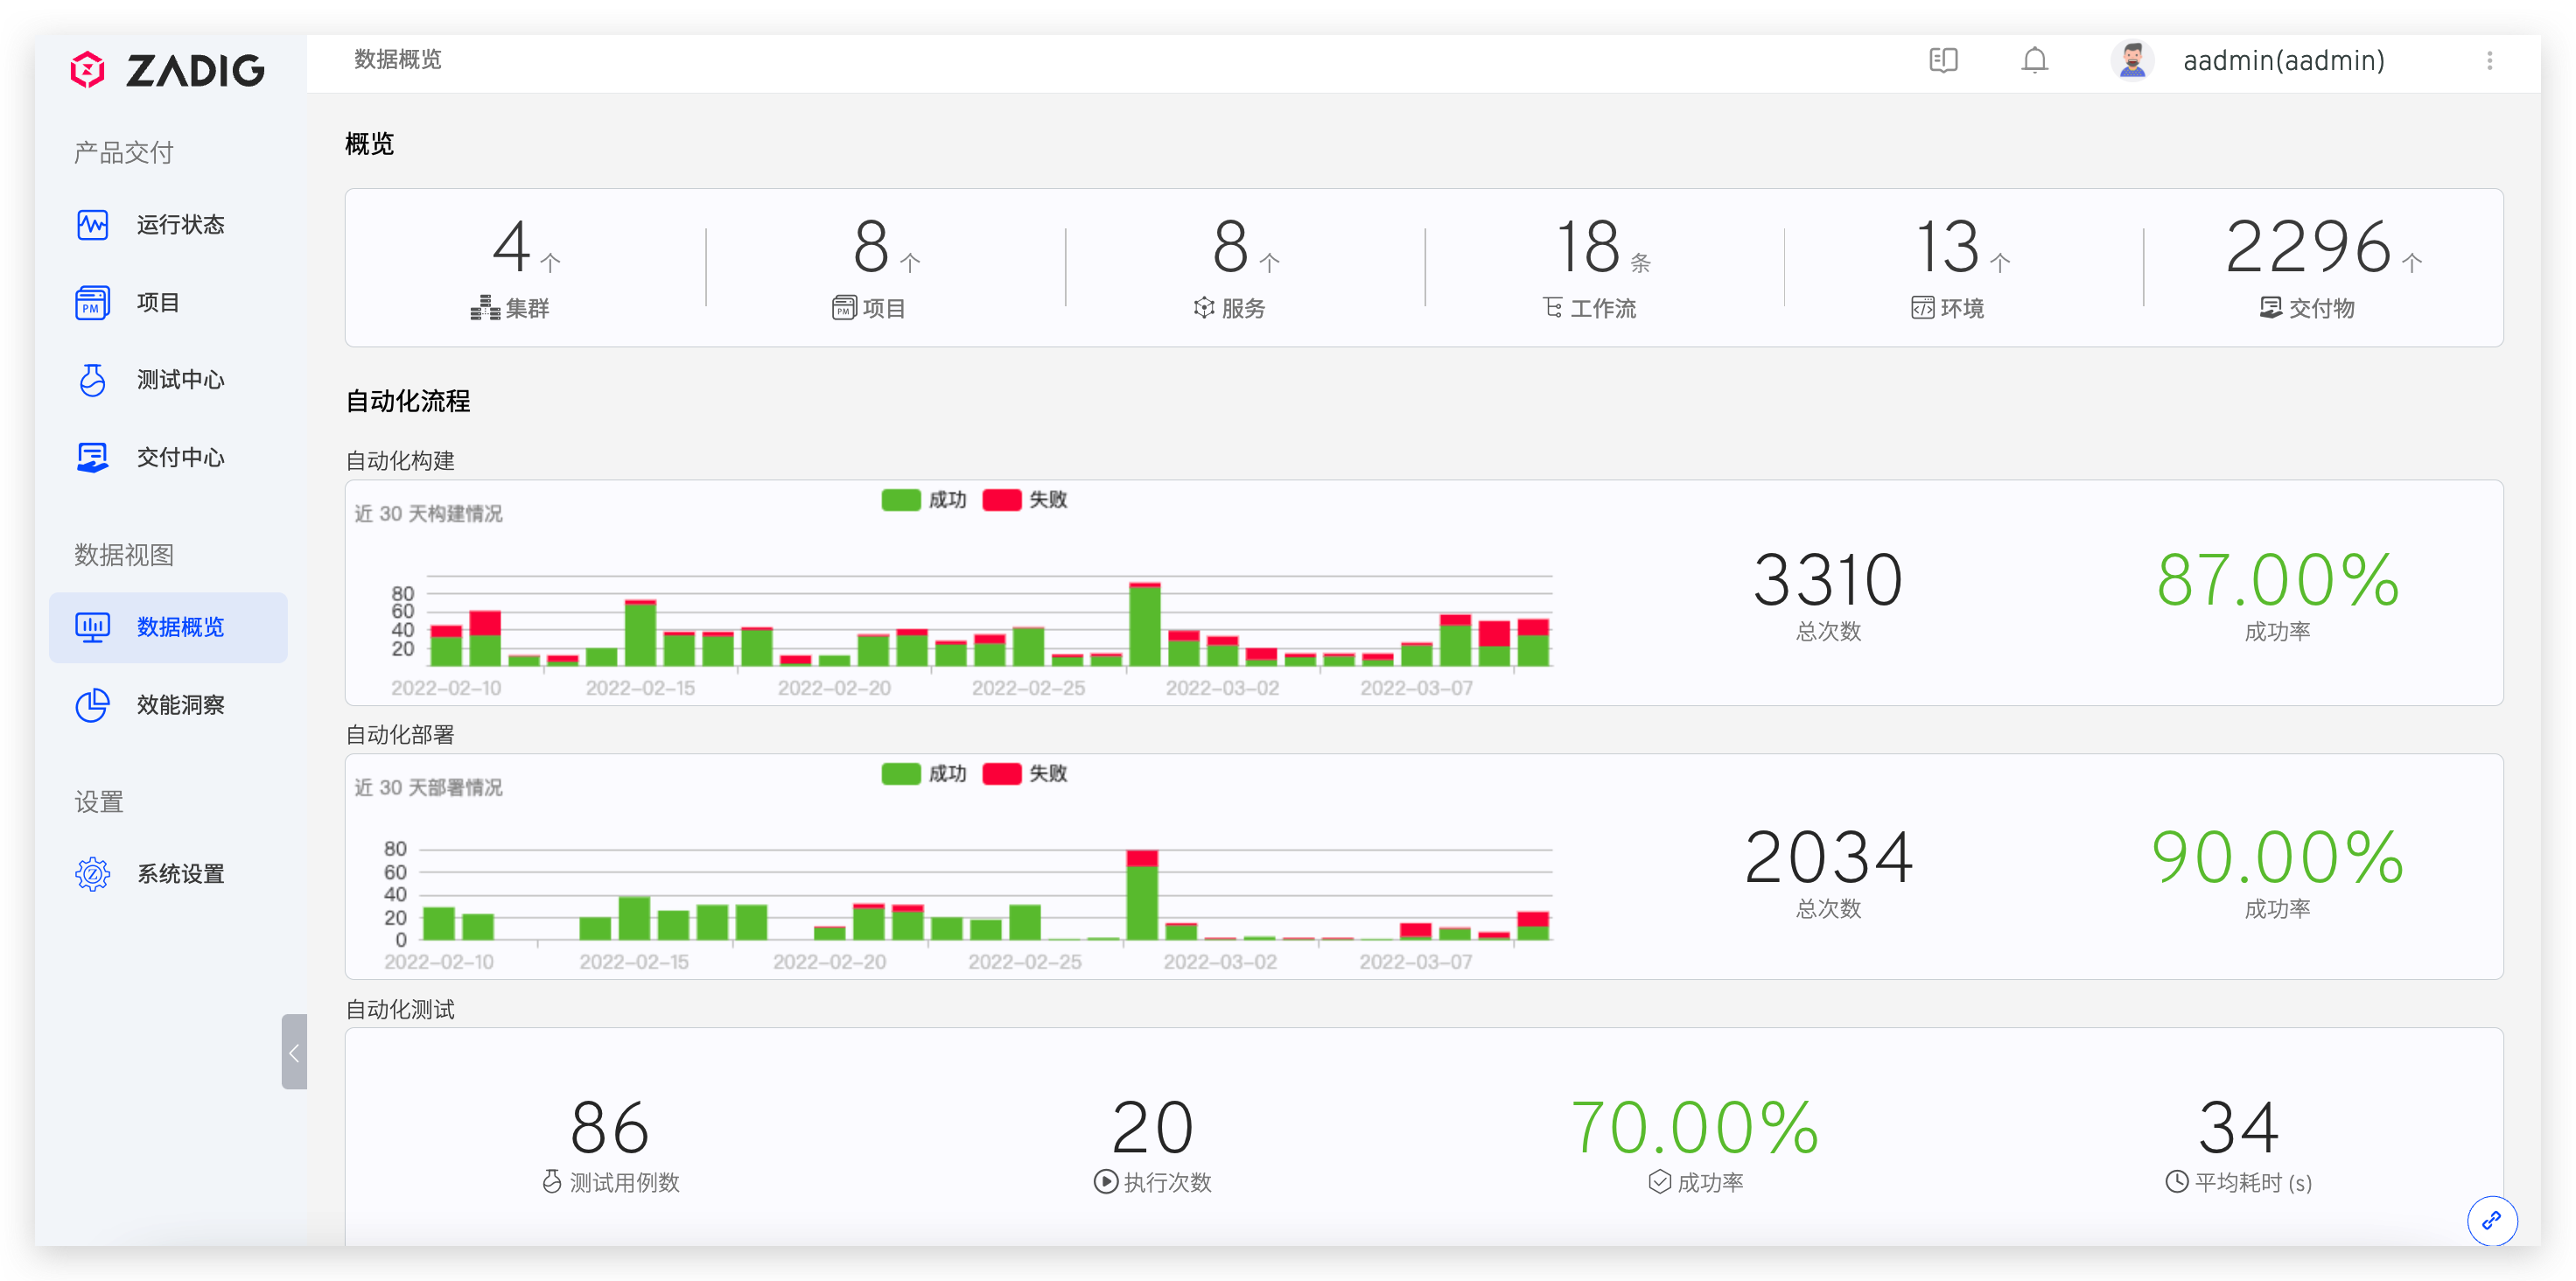 ZADIG
产品交付
运行状态
项目
测试中心
交付中心
数据视图
数据概览
效能洞察
设置
系统设置
数据概览
aadmin(aadmin)
概览
4 个
集群
8 个
项目
8 个
服务
18 条
工作流
13 个
环境
2296 个
交付物
自动化流程
自动化构建
近 30 天构建情况
成功 失败
80
60
40
20
2022-02-10 2022-02-15 2022-02-20 2022-02-25 2022-03-02 2022-03-07
3310
总次数
87.00%
成功率
自动化部署
近 30 天部署情况
成功 失败
80
60
40
20
0
2022-02-10 2022-02-15 2022-02-20 2022-02-25 2022-03-02 2022-03-07
2034
总次数
90.00%
成功率
自动化测试
86
测试用例数
20
执行次数
70.00%
成功率
34
平均耗时 (s)